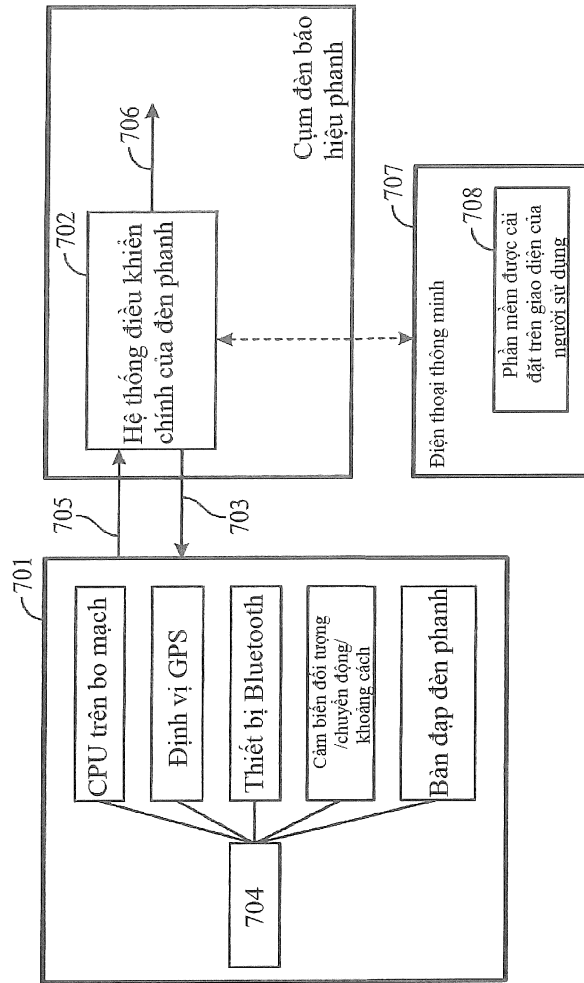 701
704
CPU trên bo mạch
Định vị GPS
Thiết bị Bluetooth
Cảm biến đối tượng
/chuyển động/
khoảng cách
Bàn đạp đèn phanh
705
703
702
Hệ thống điều khiển
chính của đèn phanh
706
Cụm đèn báo
hiệu phanh
707
Điện thoại thông minh
708
Phần mềm được cài
đặt trên giao diện của
người sử dụng